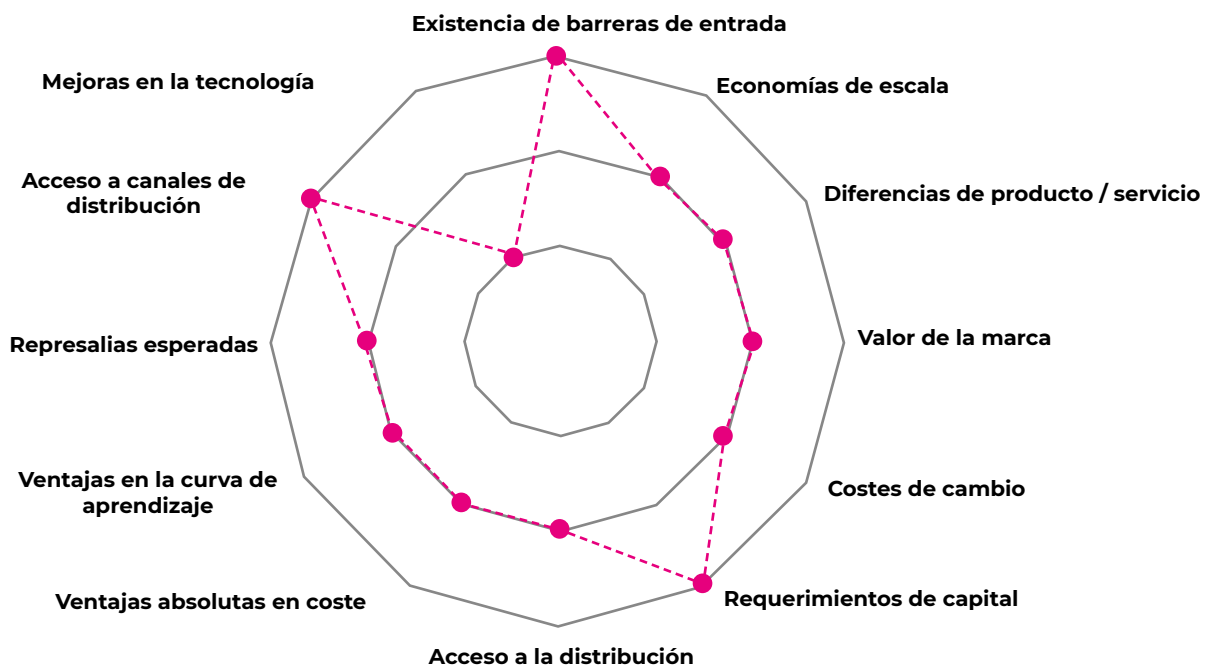 Existencia de barreras de entrada
Economías de escala
Diferencias de producto / servicio
Valor de la marca
Costes de cambio
Requerimientos de capital
Acceso a la distribución
Ventajas absolutas en coste
Ventajas en la curva de
aprendizaje
Represalias esperadas
Acceso a canales de
distribución
Mejoras en la tecnología